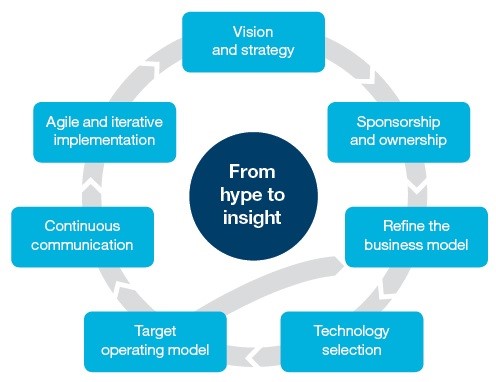 Vision
and strategy
Sponsorship
and ownership
Refine the
business model
Technology
selection
Target
operating model
Continuous
communication
Agile and iterative
implementation
From
hype to
insight